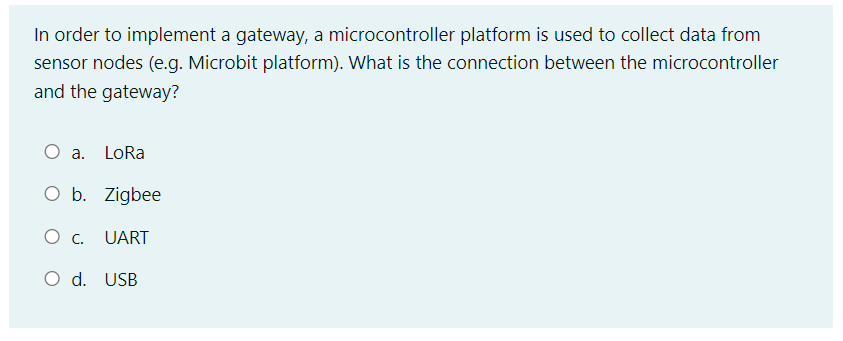 In order to implement a gateway, a microcontroller platform is used to collect data from
sensor nodes (e.g. Microbit platform). What is the connection between the microcontroller
and the gateway?
a. LoRa
b. Zigbee
c. UART
d. USB